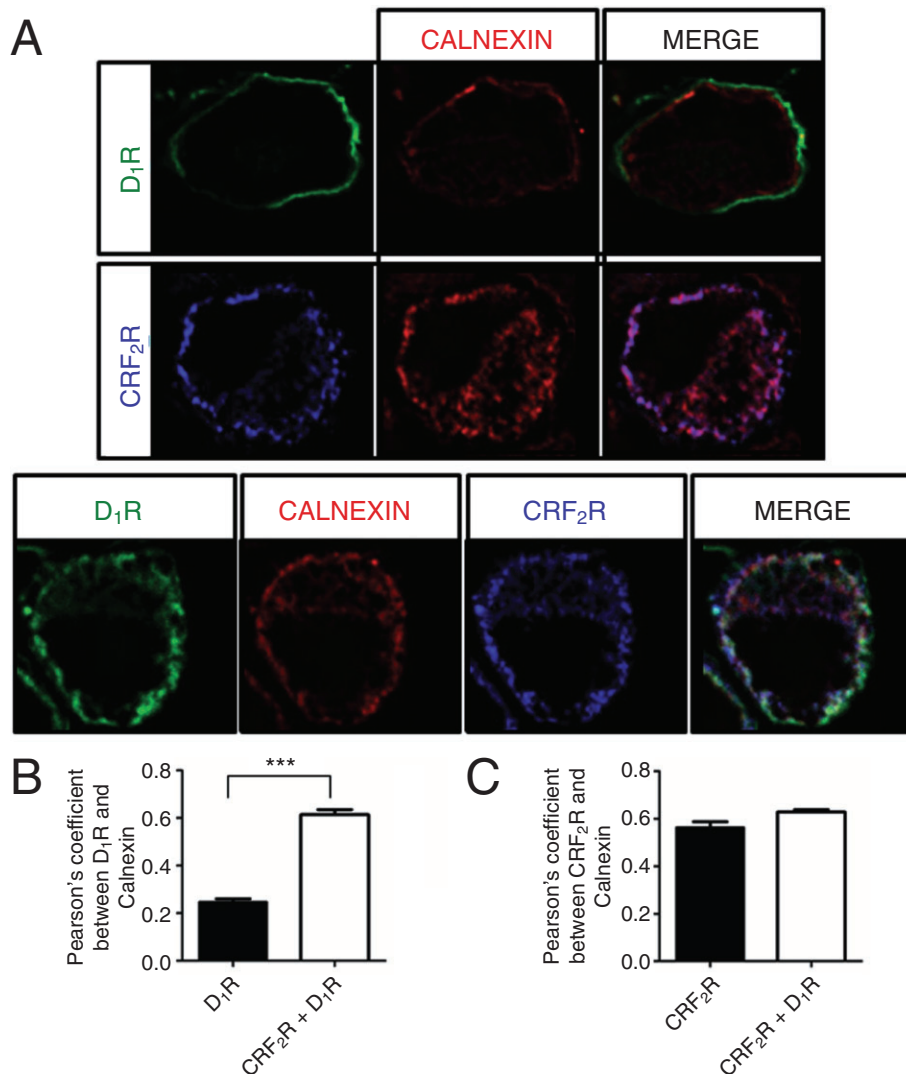 A
CALNEXIN MERGE
D₁R
CRF₂R
D₁R CALNEXIN CRF₂R MERGE
B
Pearson's coefficient
between D₁R and
Calnexin
0.8
0.6
0.4
0.2
0.0
***
D₁R
CRF₂R + D₁R
C
Pearson's coefficient
between CRF₂R and
Calnexin
0.8
0.6
0.4
0.2
0.0
CRF₂R
CRF₂R + D₁R